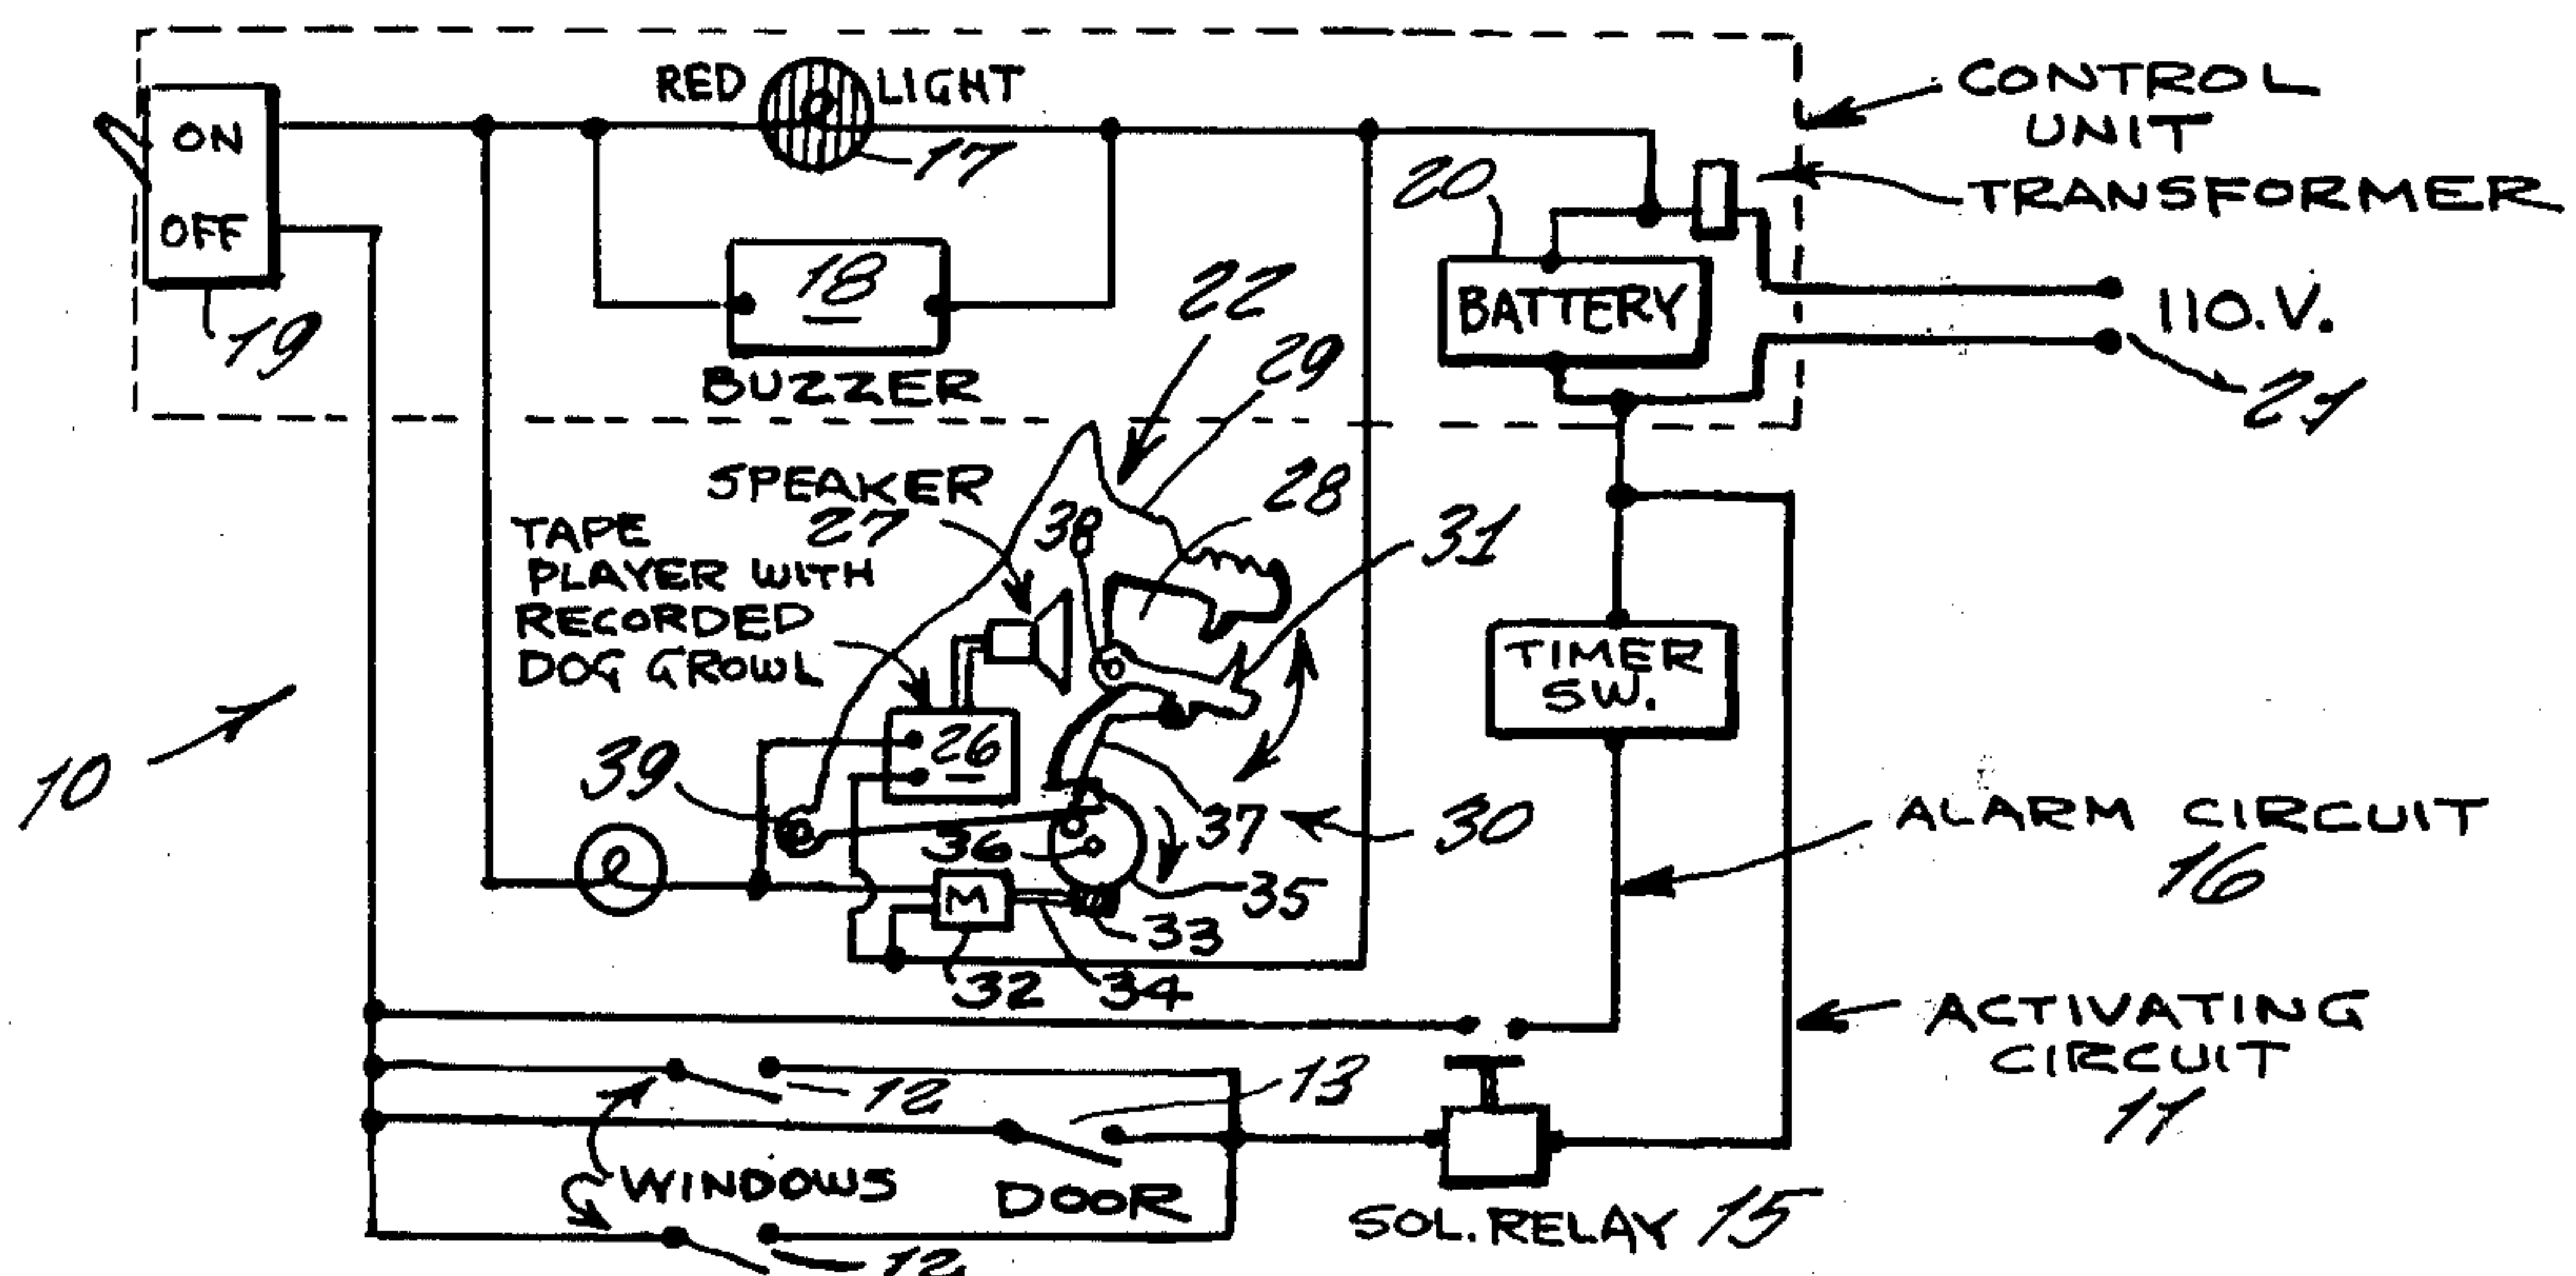 RED LIGHT
17
ON
OFF
19
18
BUZZER
20
BATTERY
CONTROL
UNIT
TRANSFORMER
110.V.
21
22
29
28
31
38
SPEAKER
27
TAPE
PLAYER WITH
RECORDED
DOG GROWL
26
39
10
TIMER
SW.
37
30
36
35
M
33
32
34
ALARM CIRCUIT
16
ACTIVATING
CIRCUIT
11
12
13
WINDOWS
DOOR
12
SOL. RELAY 15